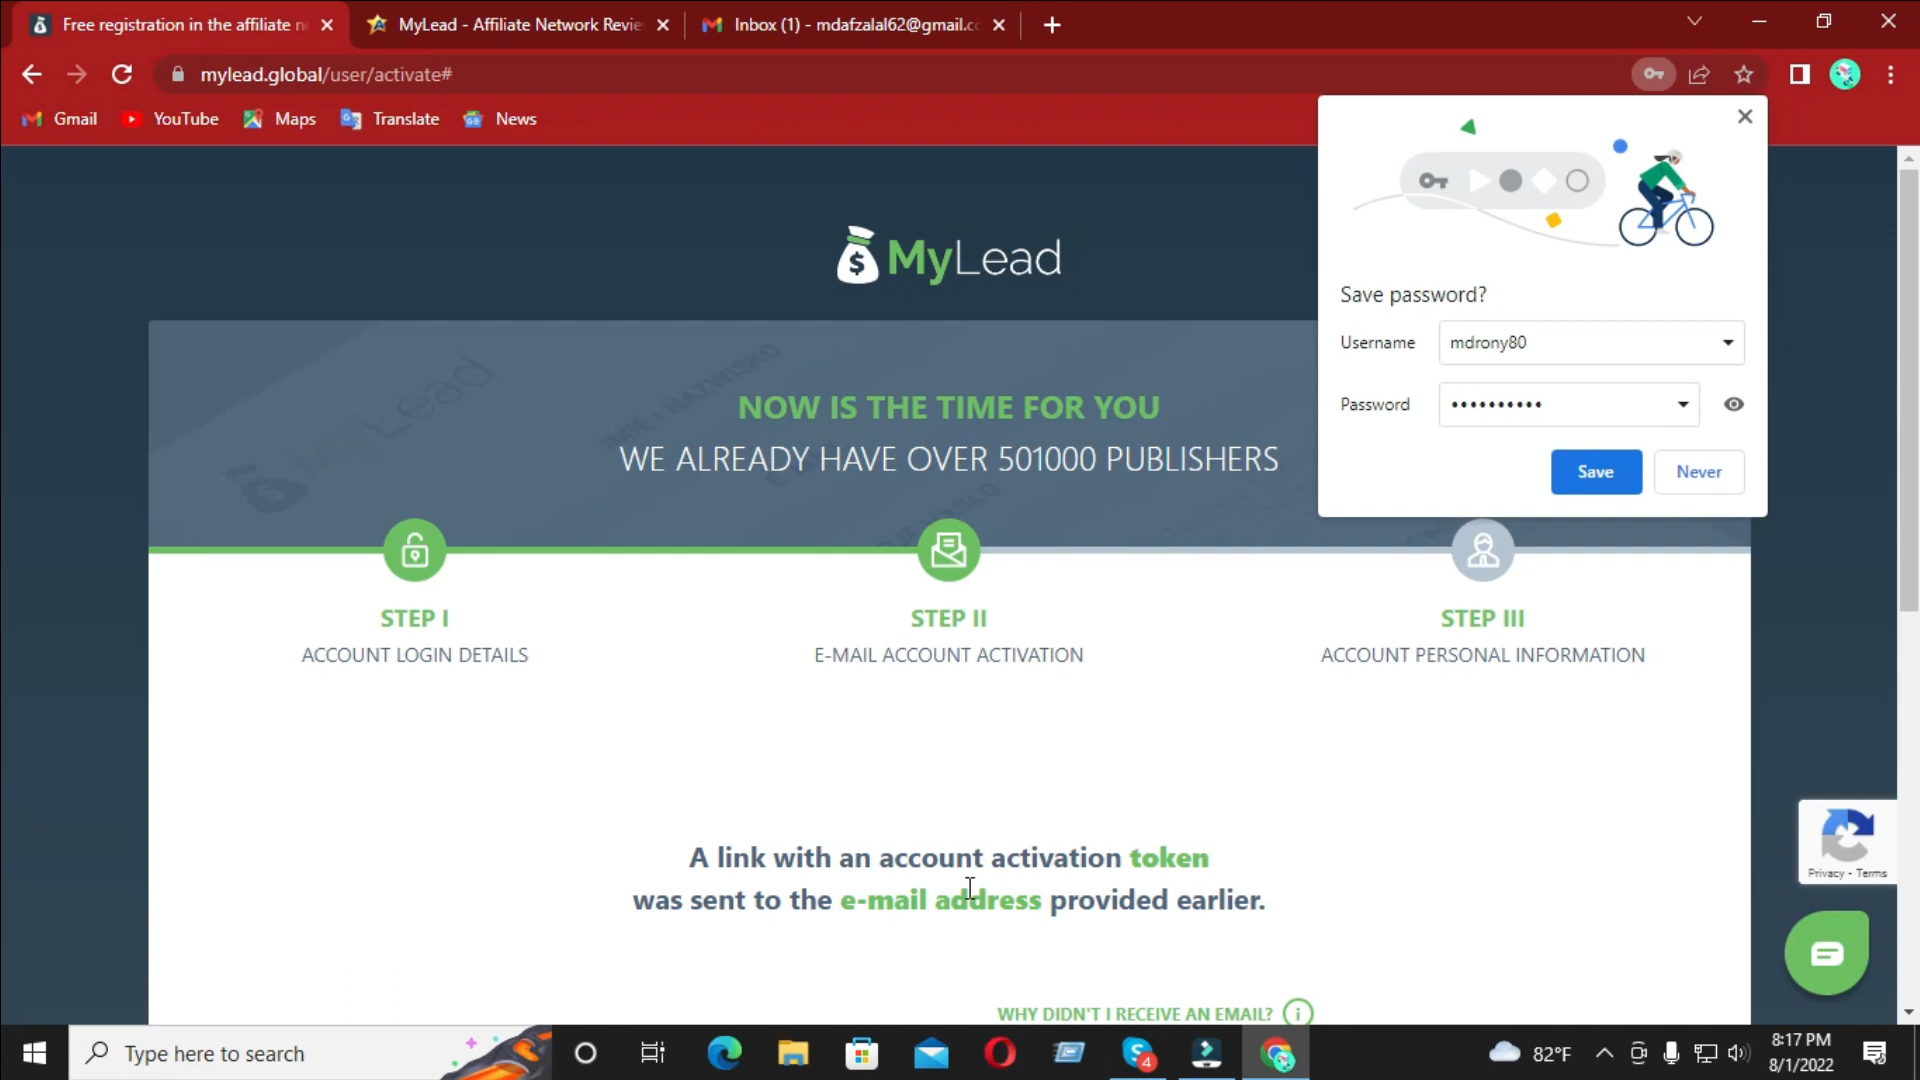 Free registration in the affiliate n
MyLead - Affiliate Network Revie
Inbox (1) - mdafzalal62@gmail.c
mylead.global/user/activate#
Gmail
YouTube
Maps
Translate
News
MyLead
NOW IS THE TIME FOR YOU
WE ALREADY HAVE OVER 501000 PUBLISHERS
Save password?
Username
mdrony80
Password
••••••••••
Save
Never
STEP I
ACCOUNT LOGIN DETAILS
STEP II
E-MAIL ACCOUNT ACTIVATION
STEP III
ACCOUNT PERSONAL INFORMATION
A link with an account activation token
was sent to the e-mail address provided earlier.
WHY DIDN'T I RECEIVE AN EMAIL?
Privacy - Terms
Type here to search
4
82°F
8:17 PM
8/1/2022